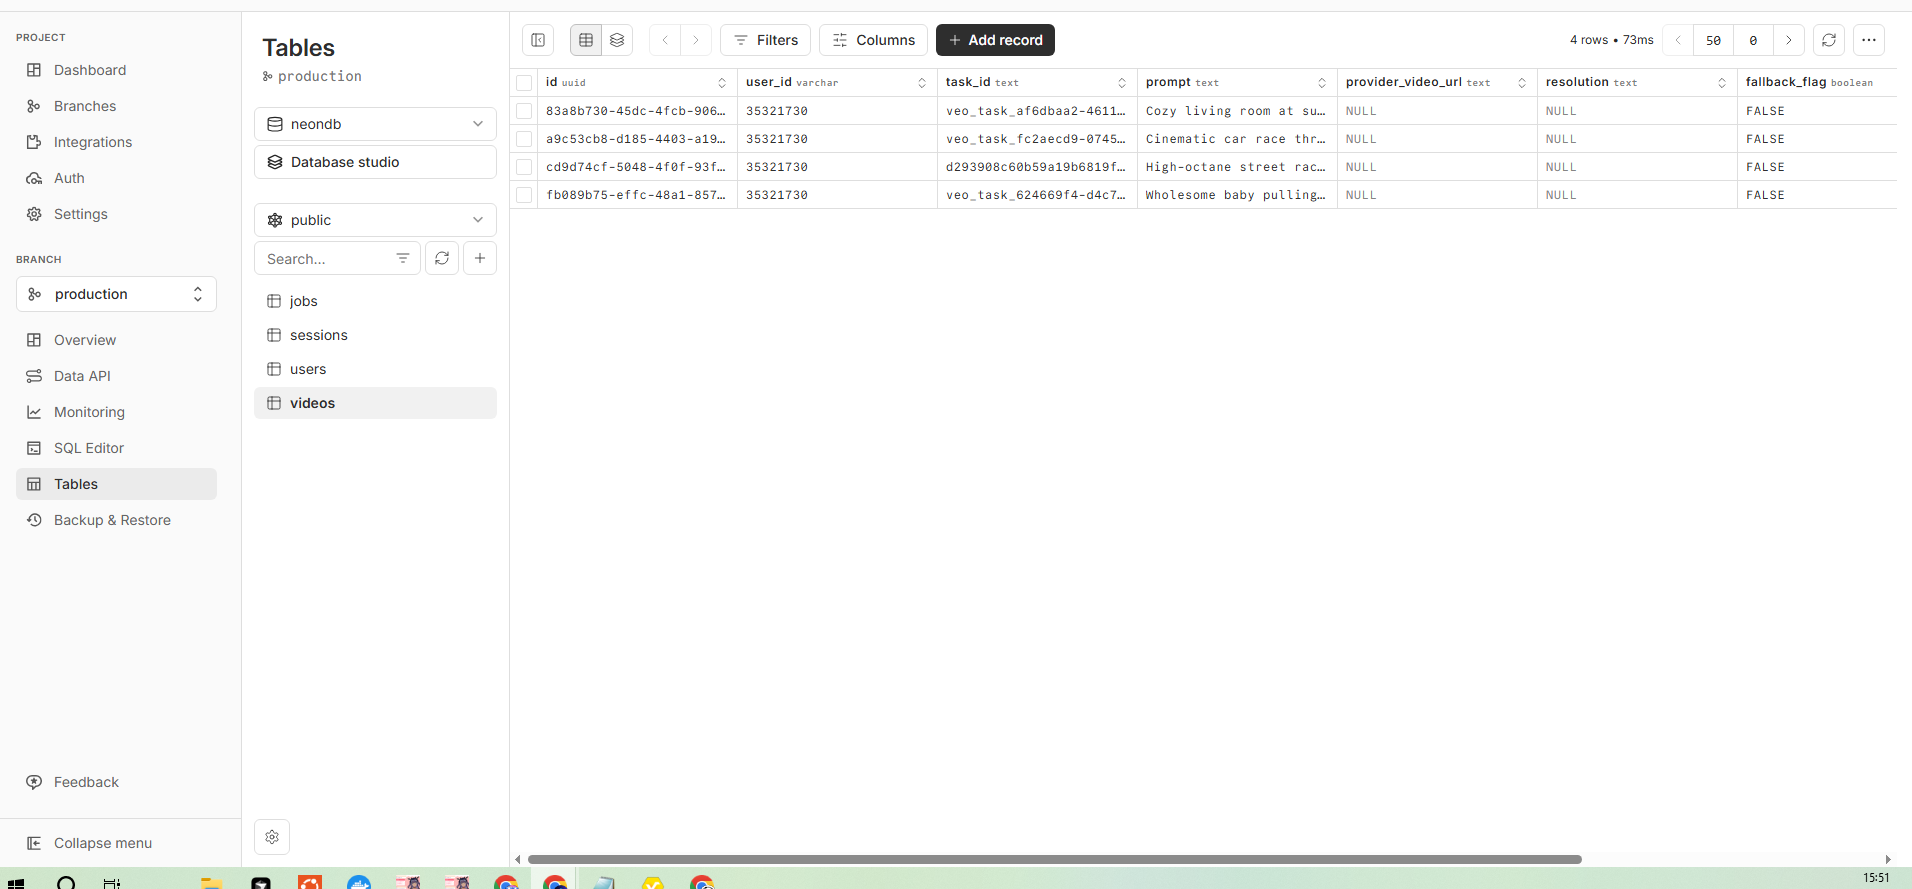 PROJECT
Dashboard
Branches
Integrations
Auth
Settings
BRANCH
production
Overview
Data API
Monitoring
SQL Editor
Tables
Backup & Restore
Feedback
Collapse menu
Tables
production
neondb
Database studio
public
Search...
jobs
sessions
users
videos
Filters
Columns
Add record
4 rows • 73ms
50
0
id uuid user_id varchar task_id text prompt text provider_video_url text resolution text fallback_flag boolean
83a8b730-45dc-4fcb-906… 35321730 veo_task_af6dbaa2-4611… Cozy living room at su… NULL NULL FALSE
a9c53cb8-d185-4403-a19… 35321730 veo_task_fc2aecd9-0745… Cinematic car race thr… NULL NULL FALSE
cd9d74cf-5048-4f0f-93f… 35321730 d293908c60b59a19b6819f… High-octane street rac… NULL NULL FALSE
fb089b75-effc-48a1-857… 35321730 veo_task_624669f4-d4c7… Wholesome baby pulling… NULL NULL FALSE
15:51